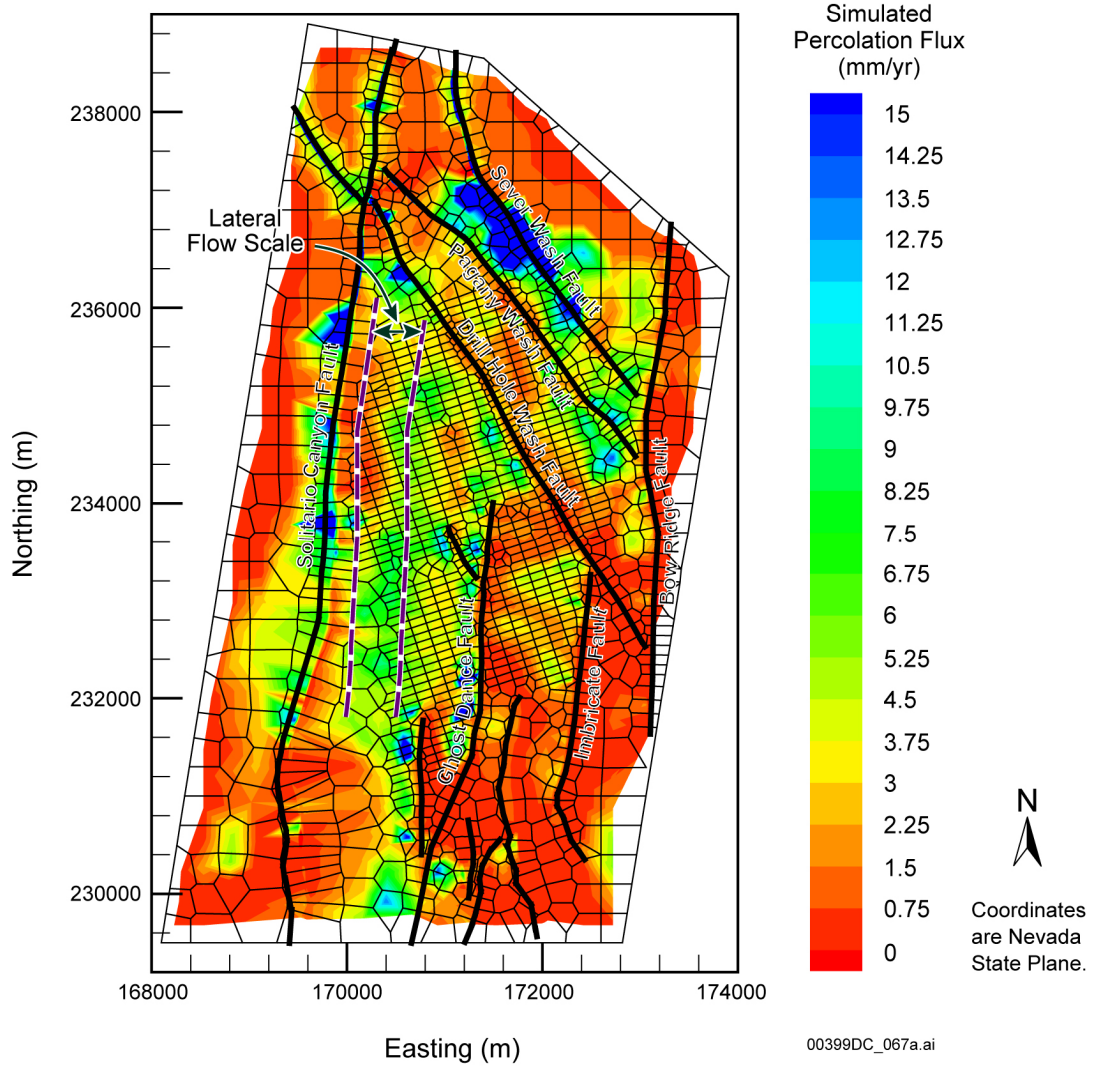 Simulated
Percolation Flux
(mm/yr)
15
14.25
13.5
12.75
12
11.25
10.5
9.75
9
8.25
7.5
6.75
6
5.25
4.5
3.75
3
2.25
1.5
0.75
0
238000
236000
234000
232000
230000
Northing (m)
168000
170000
172000
174000
Easting (m)
Lateral
Flow Scale
Sever Wash Fault
Pagany Wash Fault
Drill Hole Wash Fault
Solitario Canyon Fault
Bow Ridge Fault
Ghost Dance Fault
Imbricate Fault
N
Coordinates
are Nevada
State Plane.
00399DC_067a.ai